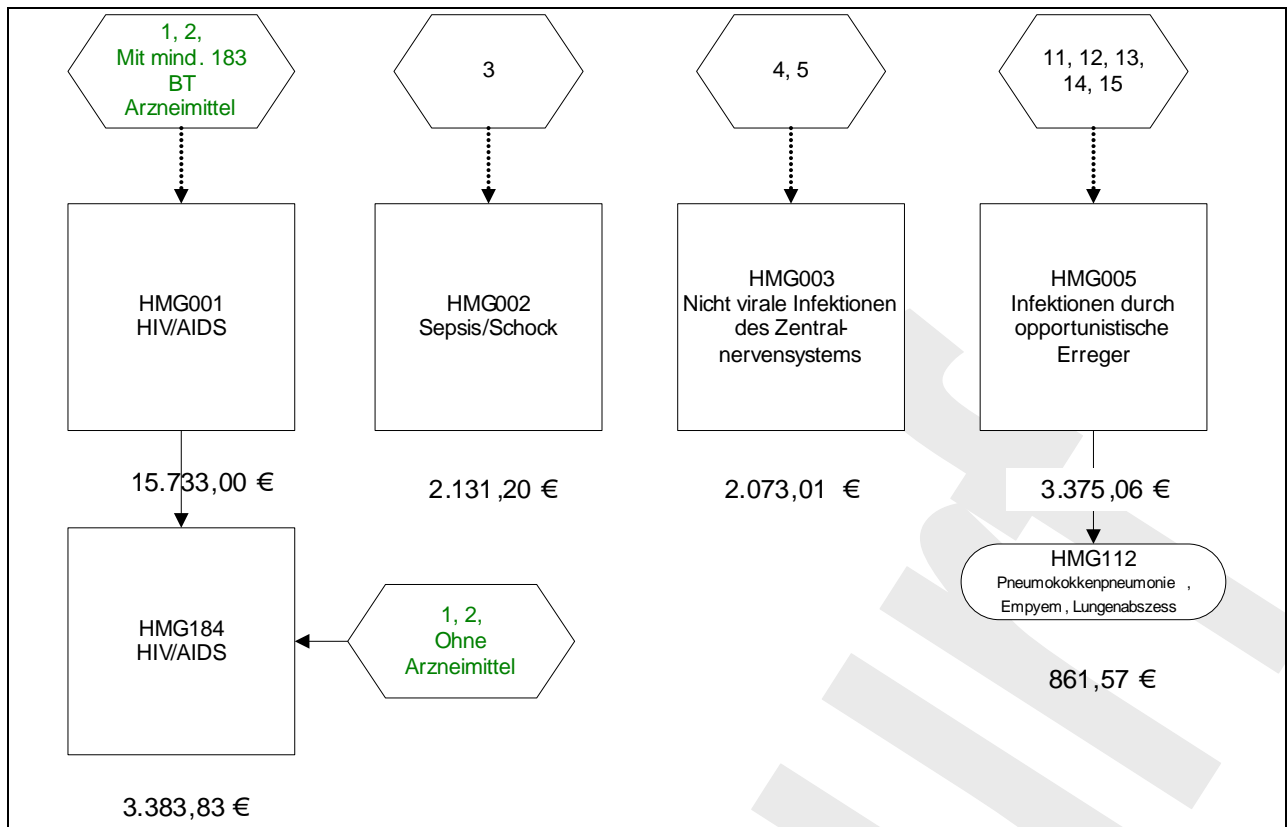 1, 2,
Mit mind. 183
BT
Arzneimittel
3
4, 5
11, 12, 13,
14, 15
HMG001
HIV/AIDS
HMG002
Sepsis/Schock
HMG003
Nicht virale Infektionen
des Zentral-
nervensystems
HMG005
Infektionen durch
opportunistische
Erreger
15.733,00 €
2.131,20 €
2.073,01 €
3.375,06 €
HMG184
HIV/AIDS
1, 2,
Ohne
Arzneimittel
HMG112
Pneumokokkenpneumonie ,
Empyem , Lungenabszess
861,57 €
3.383,83 €